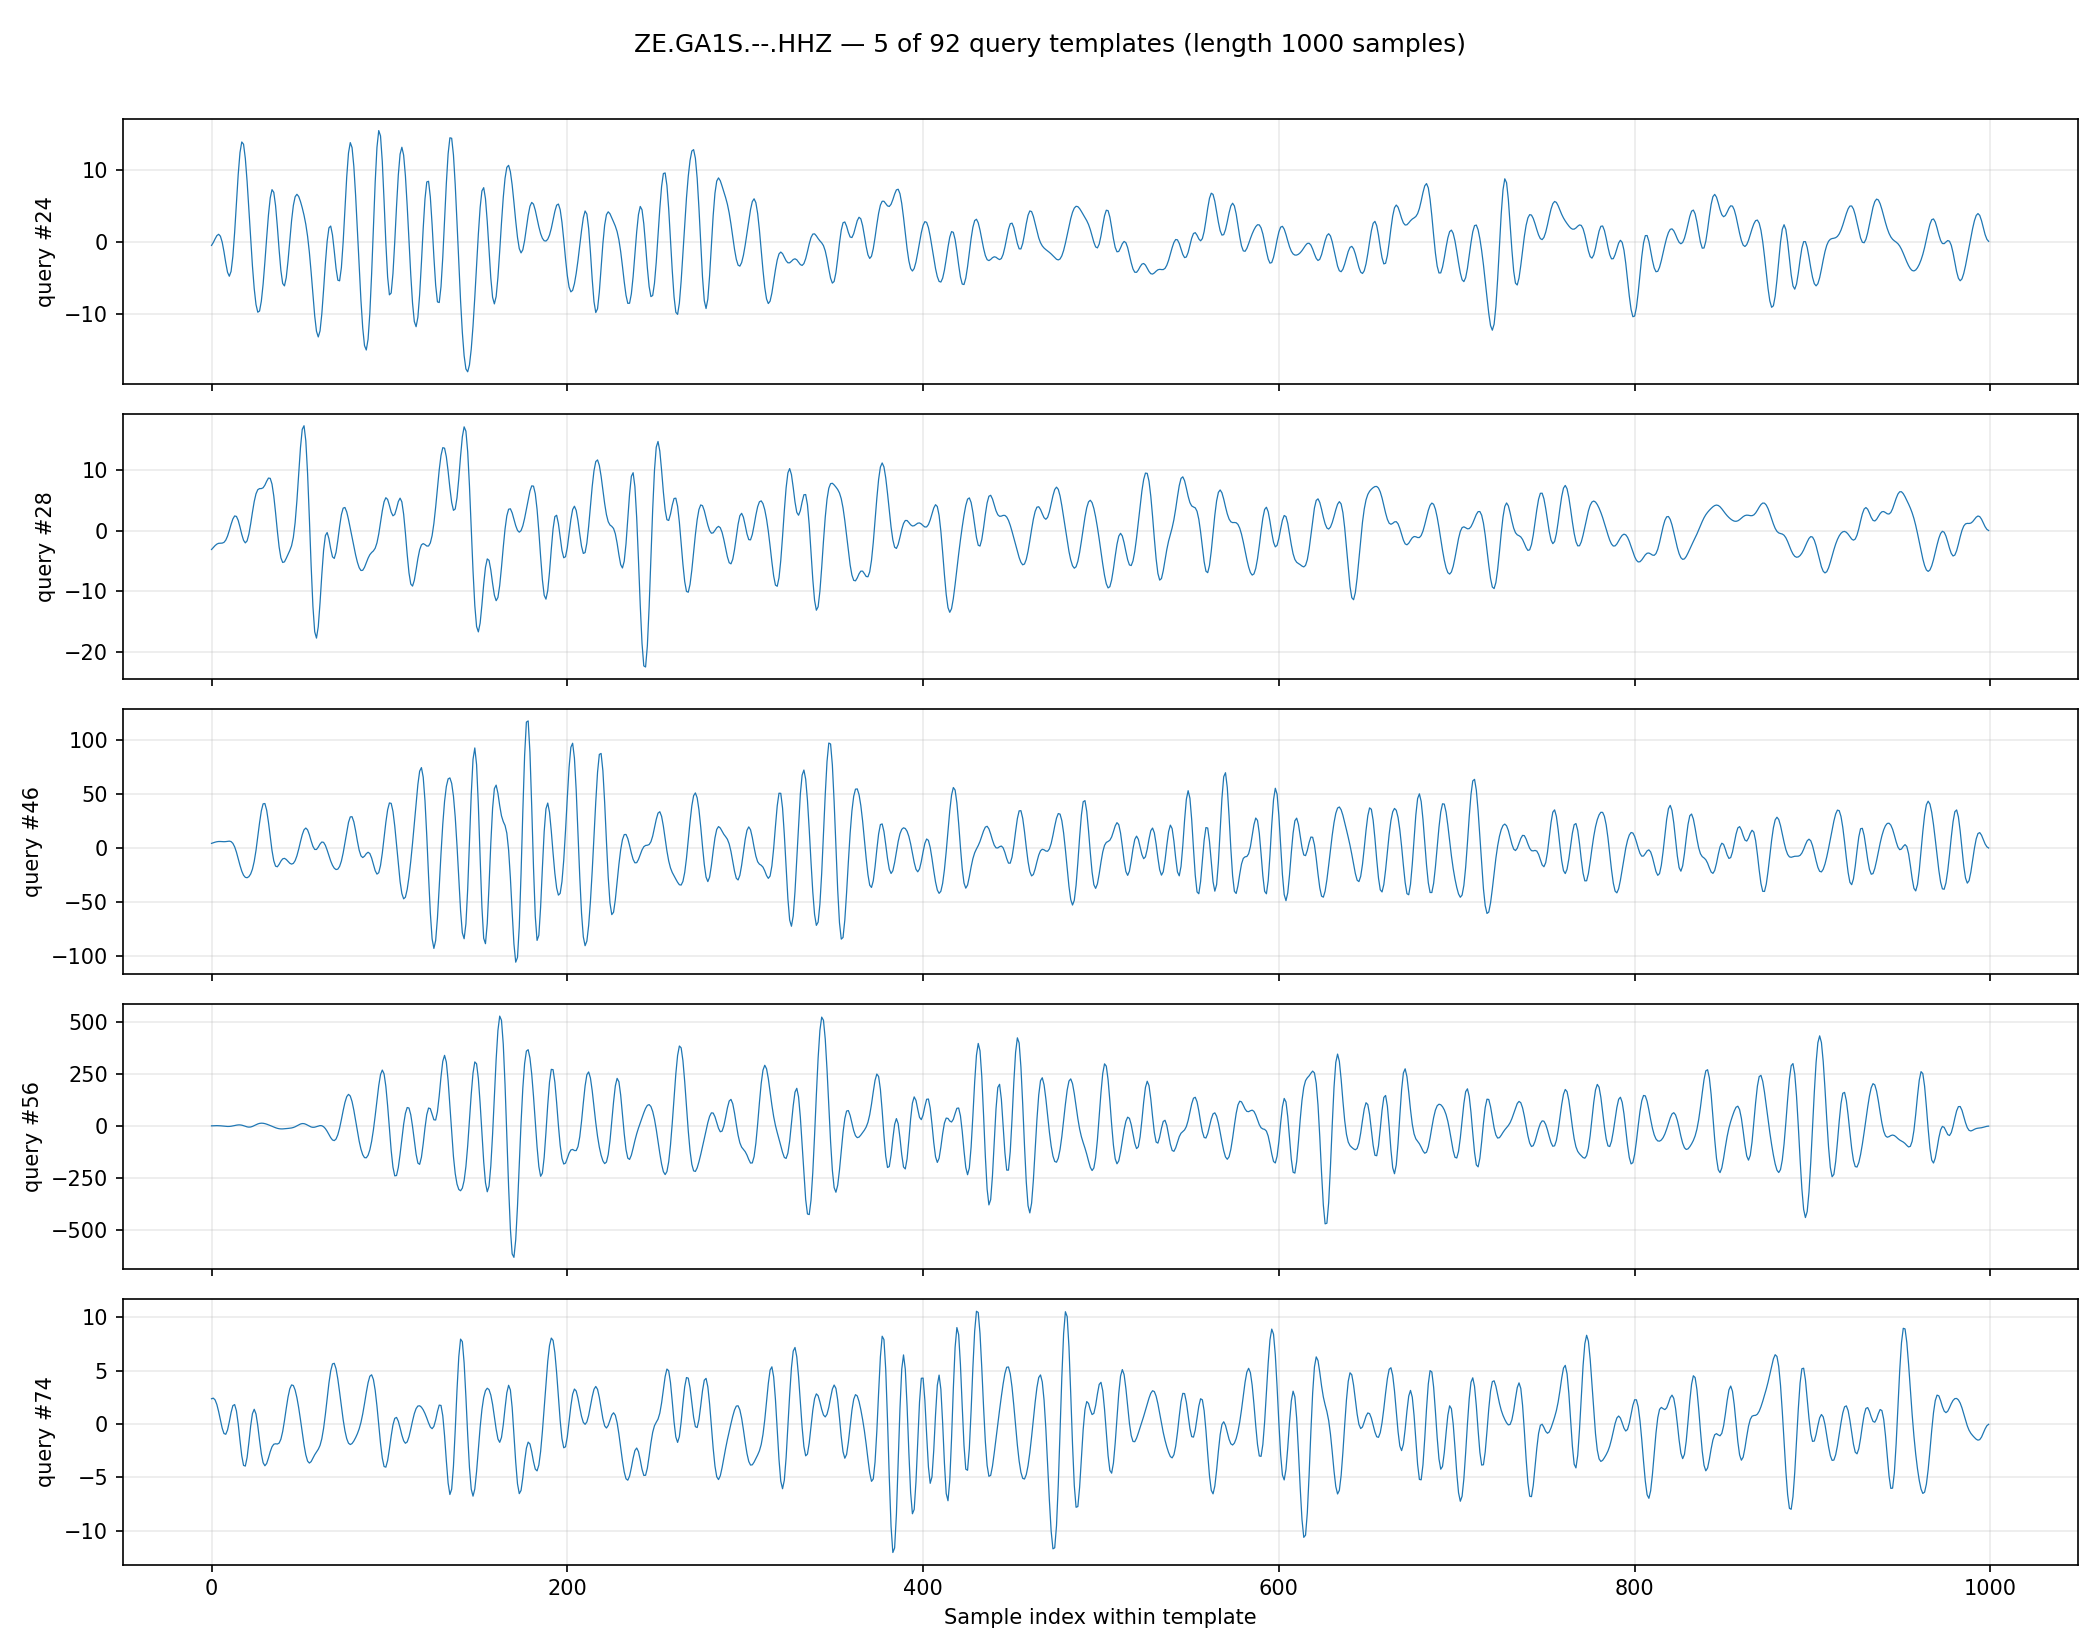 ZE.GA1S.--.HHZ — 5 of 92 query templates (length 1000 samples)
query #24
10
0
−10
query #28
10
0
−10
−20
query #46
100
50
0
−50
−100
query #56
500
250
0
−250
−500
query #74
10
5
0
−5
−10
0 200 400 600 800 1000
Sample index within template